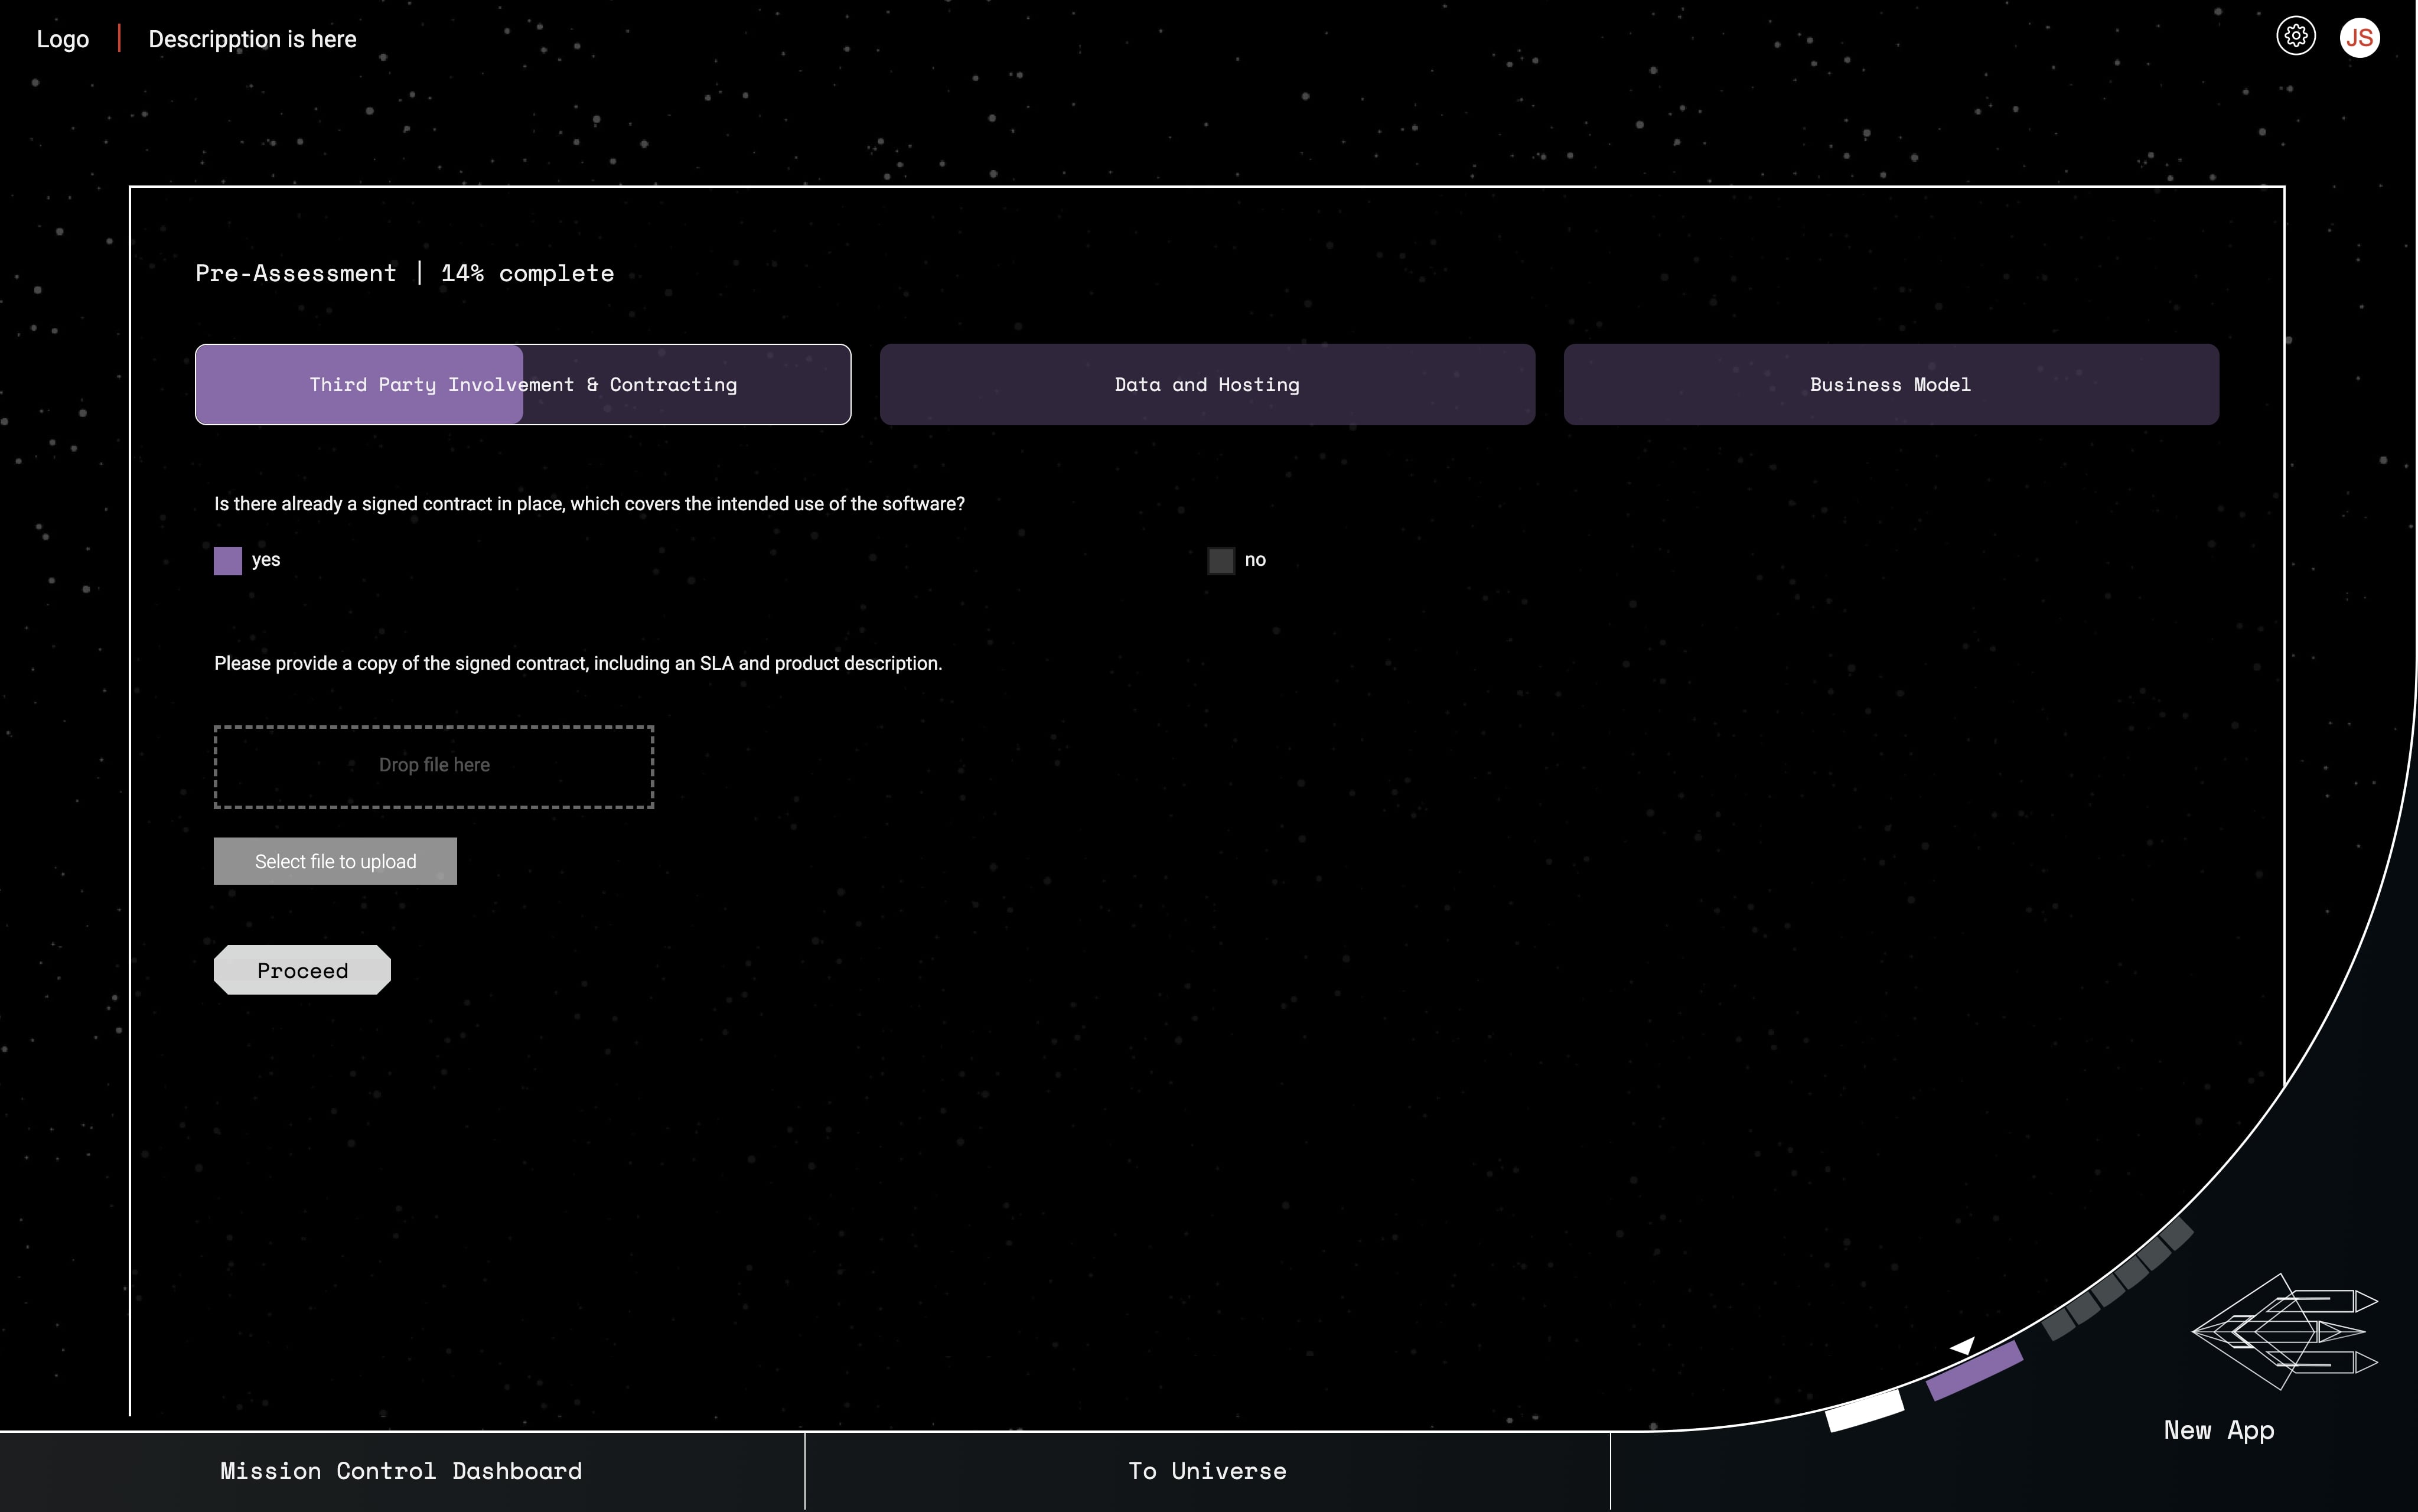 Logo | Descripption is here
JS
Pre-Assessment | 14% complete
Third Party Involvement & Contracting
Data and Hosting
Business Model
Is there already a signed contract in place, which covers the intended use of the software?
yes
no
Please provide a copy of the signed contract, including an SLA and product description.
Drop file here
Select file to upload
Proceed
New App
Mission Control Dashboard
To Universe